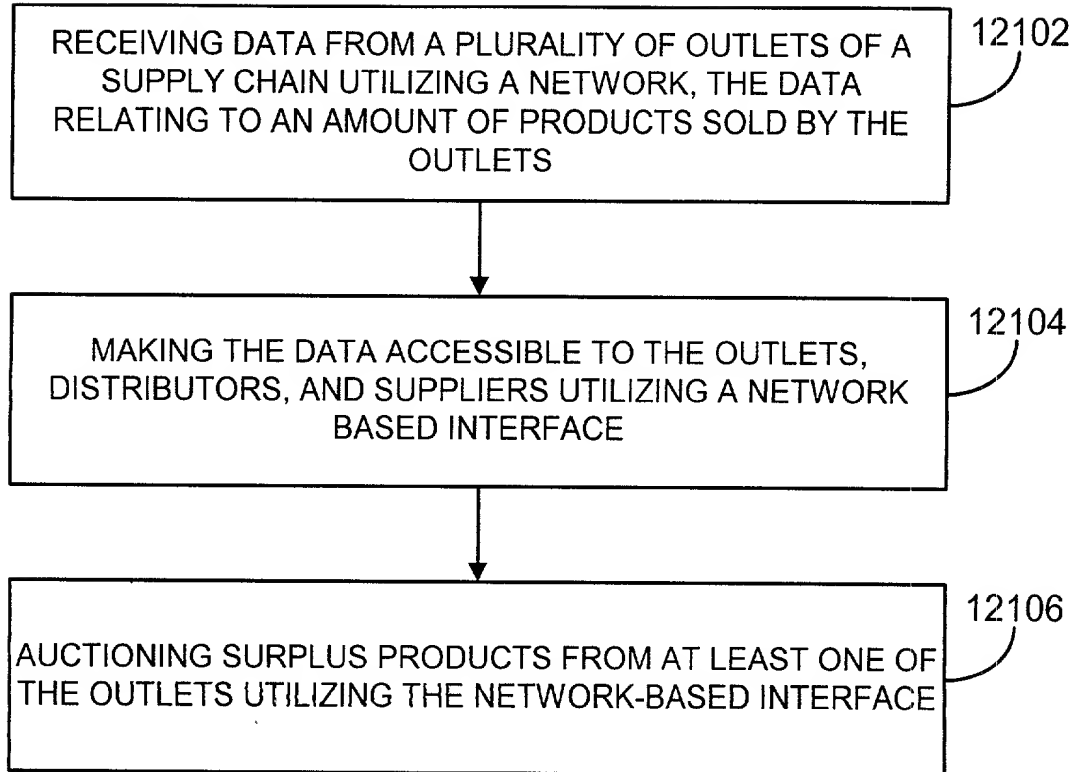 RECEIVING DATA FROM A PLURALITY OF OUTLETS OF A
SUPPLY CHAIN UTILIZING A NETWORK, THE DATA
RELATING TO AN AMOUNT OF PRODUCTS SOLD BY THE
OUTLETS
12102
MAKING THE DATA ACCESSIBLE TO THE OUTLETS,
DISTRIBUTORS, AND SUPPLIERS UTILIZING A NETWORK
BASED INTERFACE
12104
AUCTIONING SURPLUS PRODUCTS FROM AT LEAST ONE OF
THE OUTLETS UTILIZING THE NETWORK-BASED INTERFACE
12106